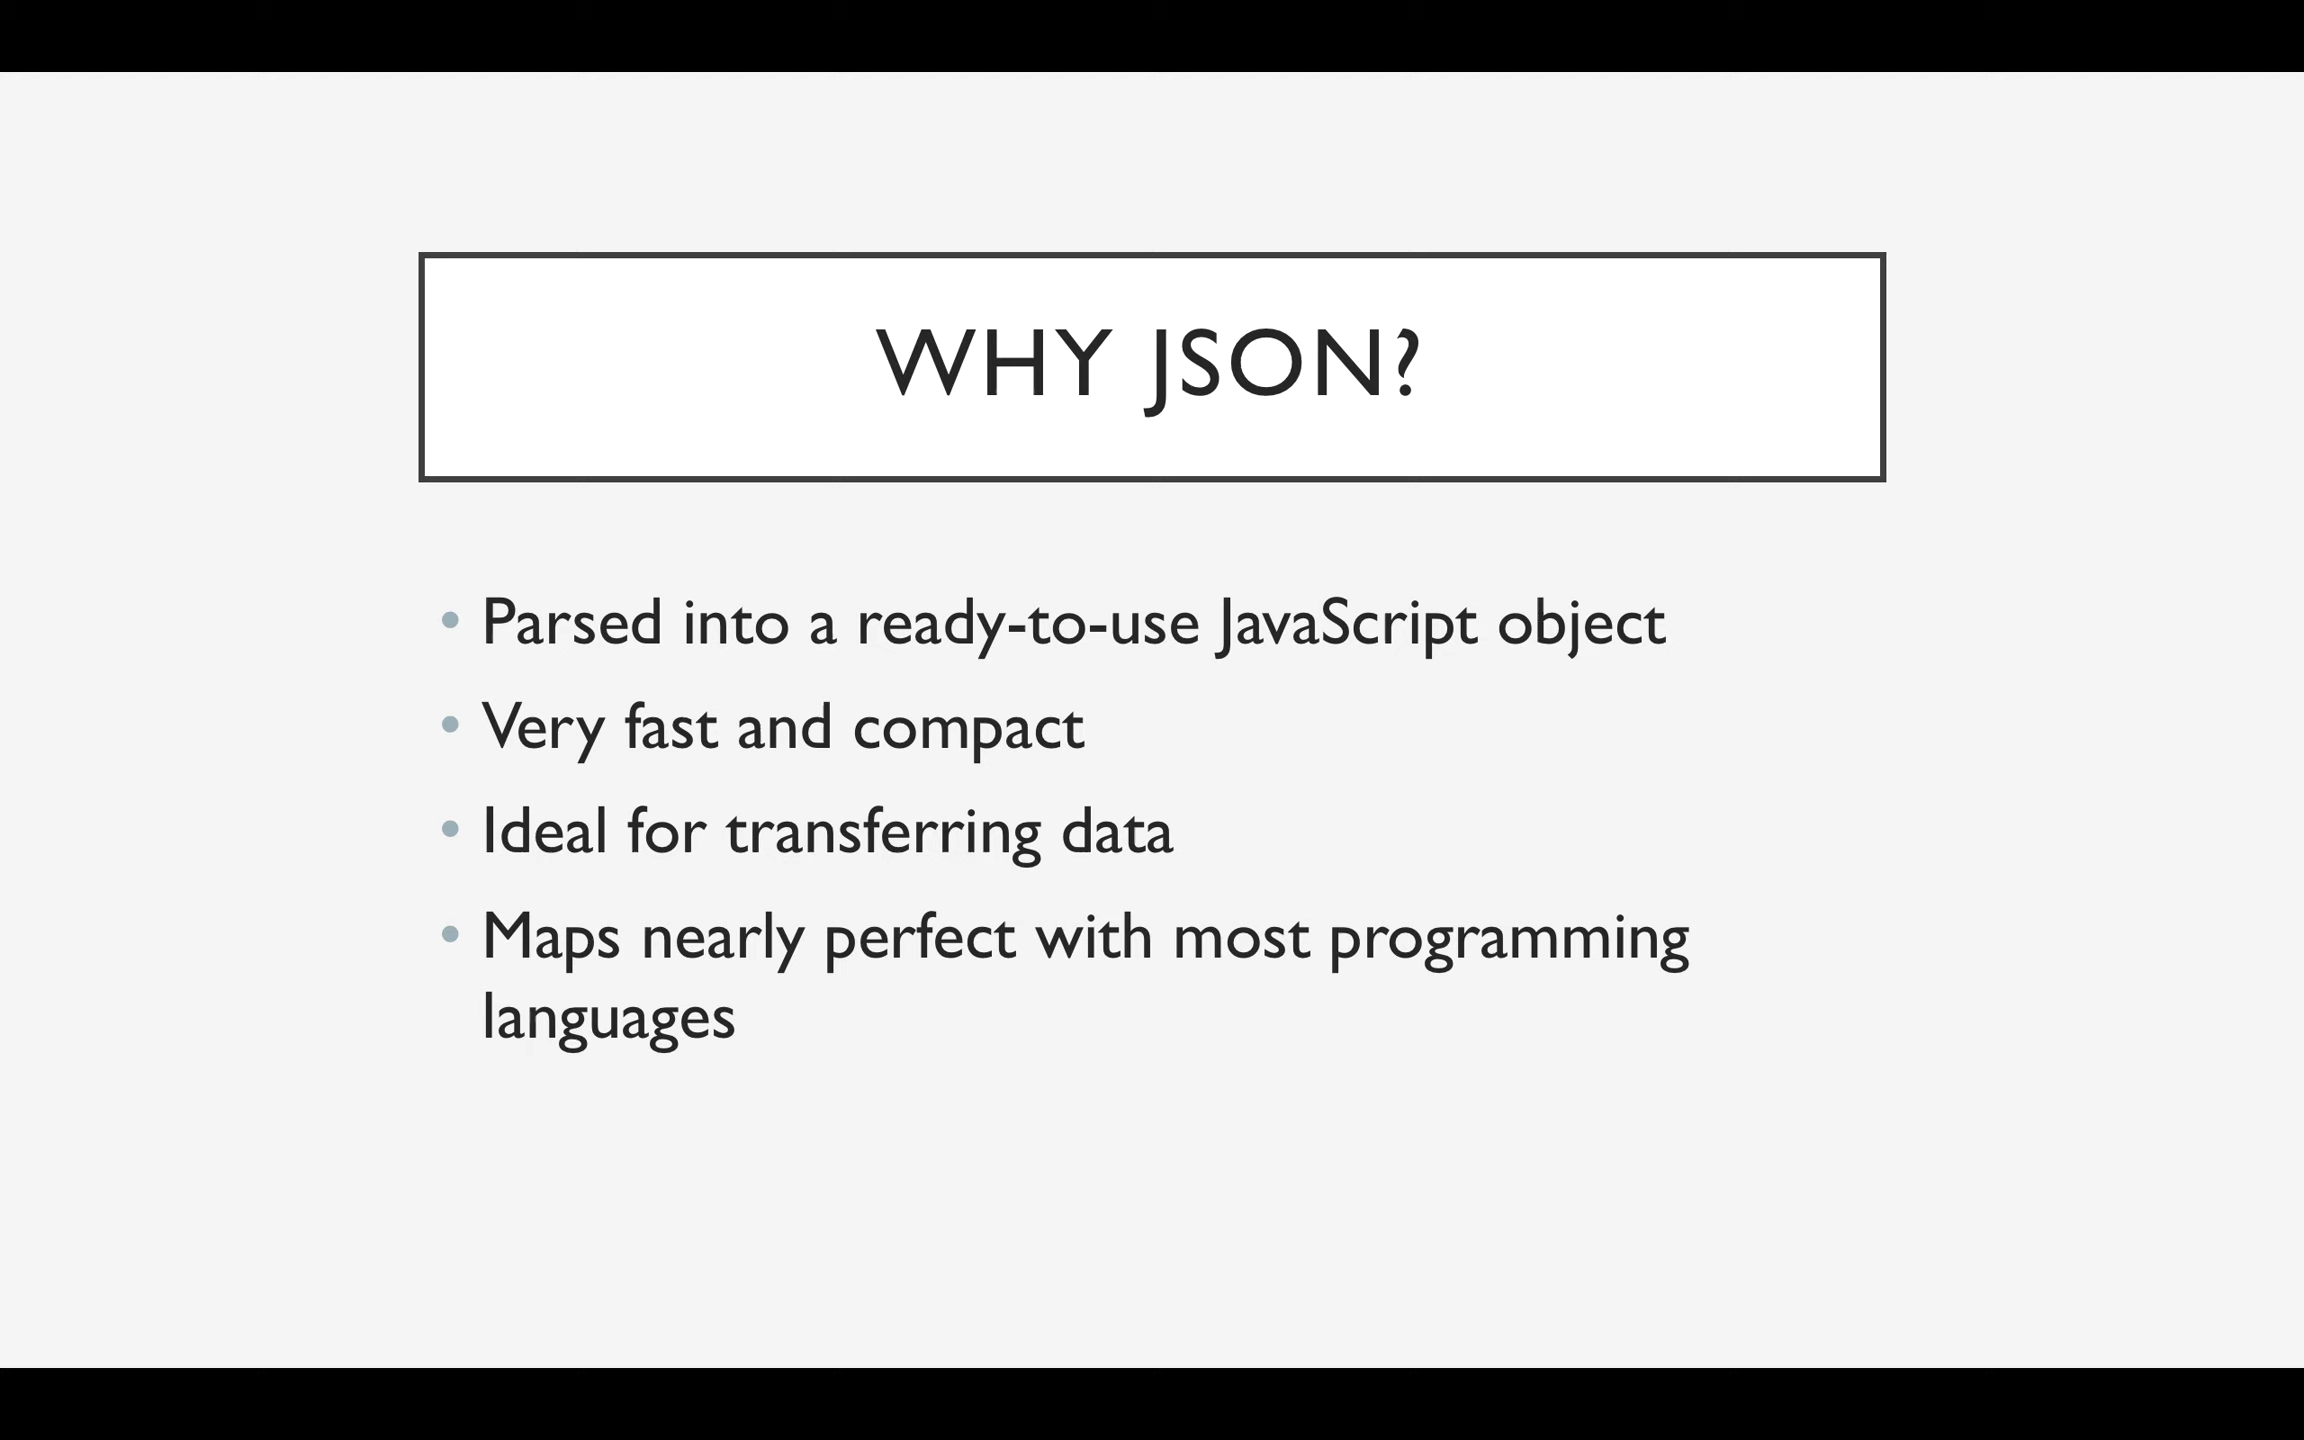 WHY JSON?
• Parsed into a ready-to-use JavaScript object
• Very fast and compact
• Ideal for transferring data
• Maps nearly perfect with most programming
languages